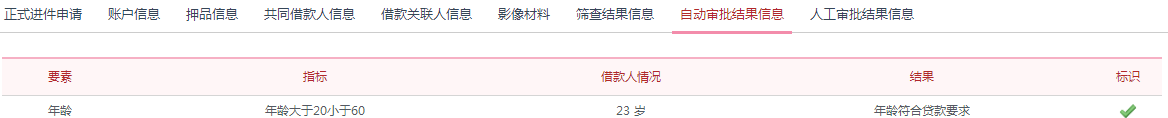 正式进件申请 账户信息 押品信息 共同借款人信息 借款关联人信息 影像材料 筛查结果信息 自动审批结果信息 人工审批结果信息
要素 指标 借款人情况 结果 标识
年龄 年龄大于20小于60 23 岁 年龄符合贷款要求